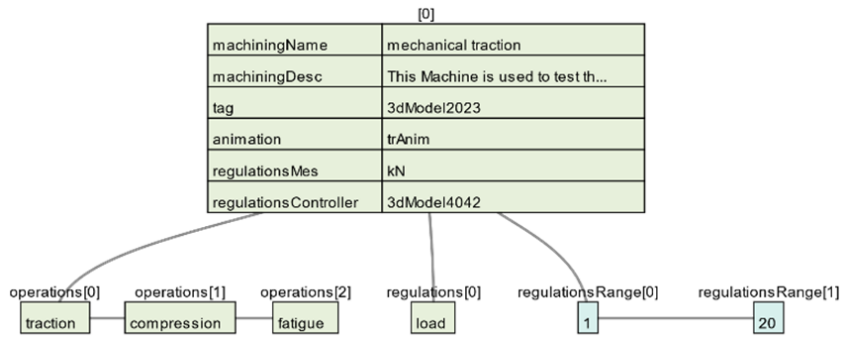 [0]
machiningName mechanical traction
machiningDesc This Machine is used to test th...
tag 3dModel2023
animation trAnim
regulationsMes kN
regulationsController 3dModel4042
operations[0] operations[1] operations[2] regulations[0] regulationsRange[0] regulationsRange[1]
traction compression fatigue load 1 20